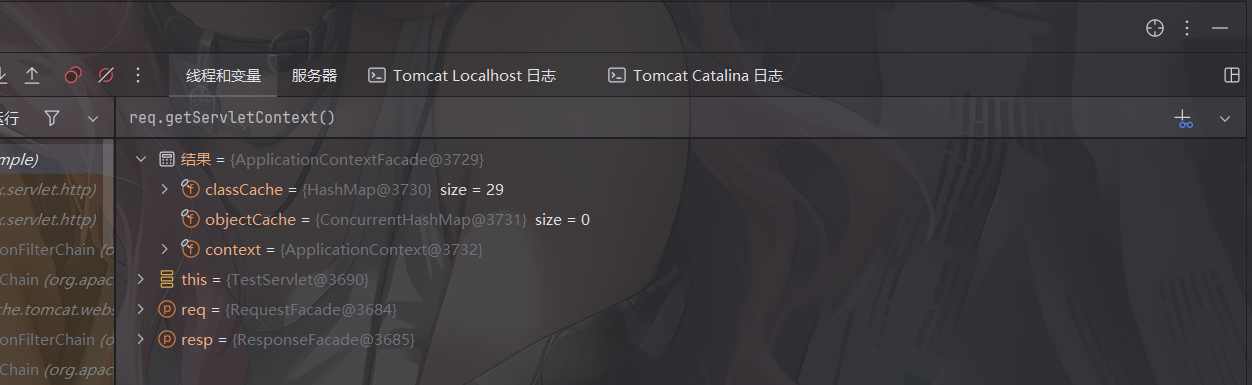 线程和变量 服务器 Tomcat Localhost 日志 Tomcat Catalina 日志
运行 req.getServletContext()
mple) 结果 = {ApplicationContextFacade@3729}
x.servlet.http) classCache = {HashMap@3730} size = 29
x.servlet.http) objectCache = {ConcurrentHashMap@3731} size = 0
onFilterChain (o context = {ApplicationContext@3732}
Chain (org.apac this = {TestServlet@3690}
che.tomcat.webs req = {RequestFacade@3684}
onFilterChain (o resp = {ResponseFacade@3685}
Chain (org.apac